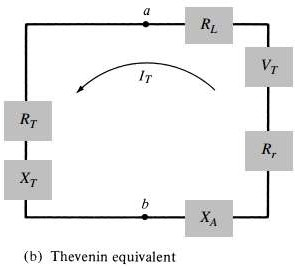 a
R_L
V_T
I_T
R_T
R_r
X_T
b
X_A
(b) Thevenin equivalent